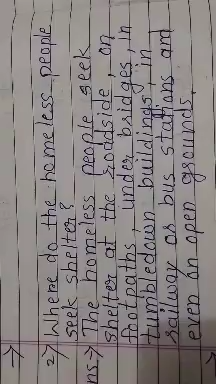 2) Where do the homeless people
seek shelter?
ns→ The homeless people seek
shelter at the roadside, on
footpaths, under bridges, in
tumbledown buildings, in
railway or bus stations and
even on open grounds.